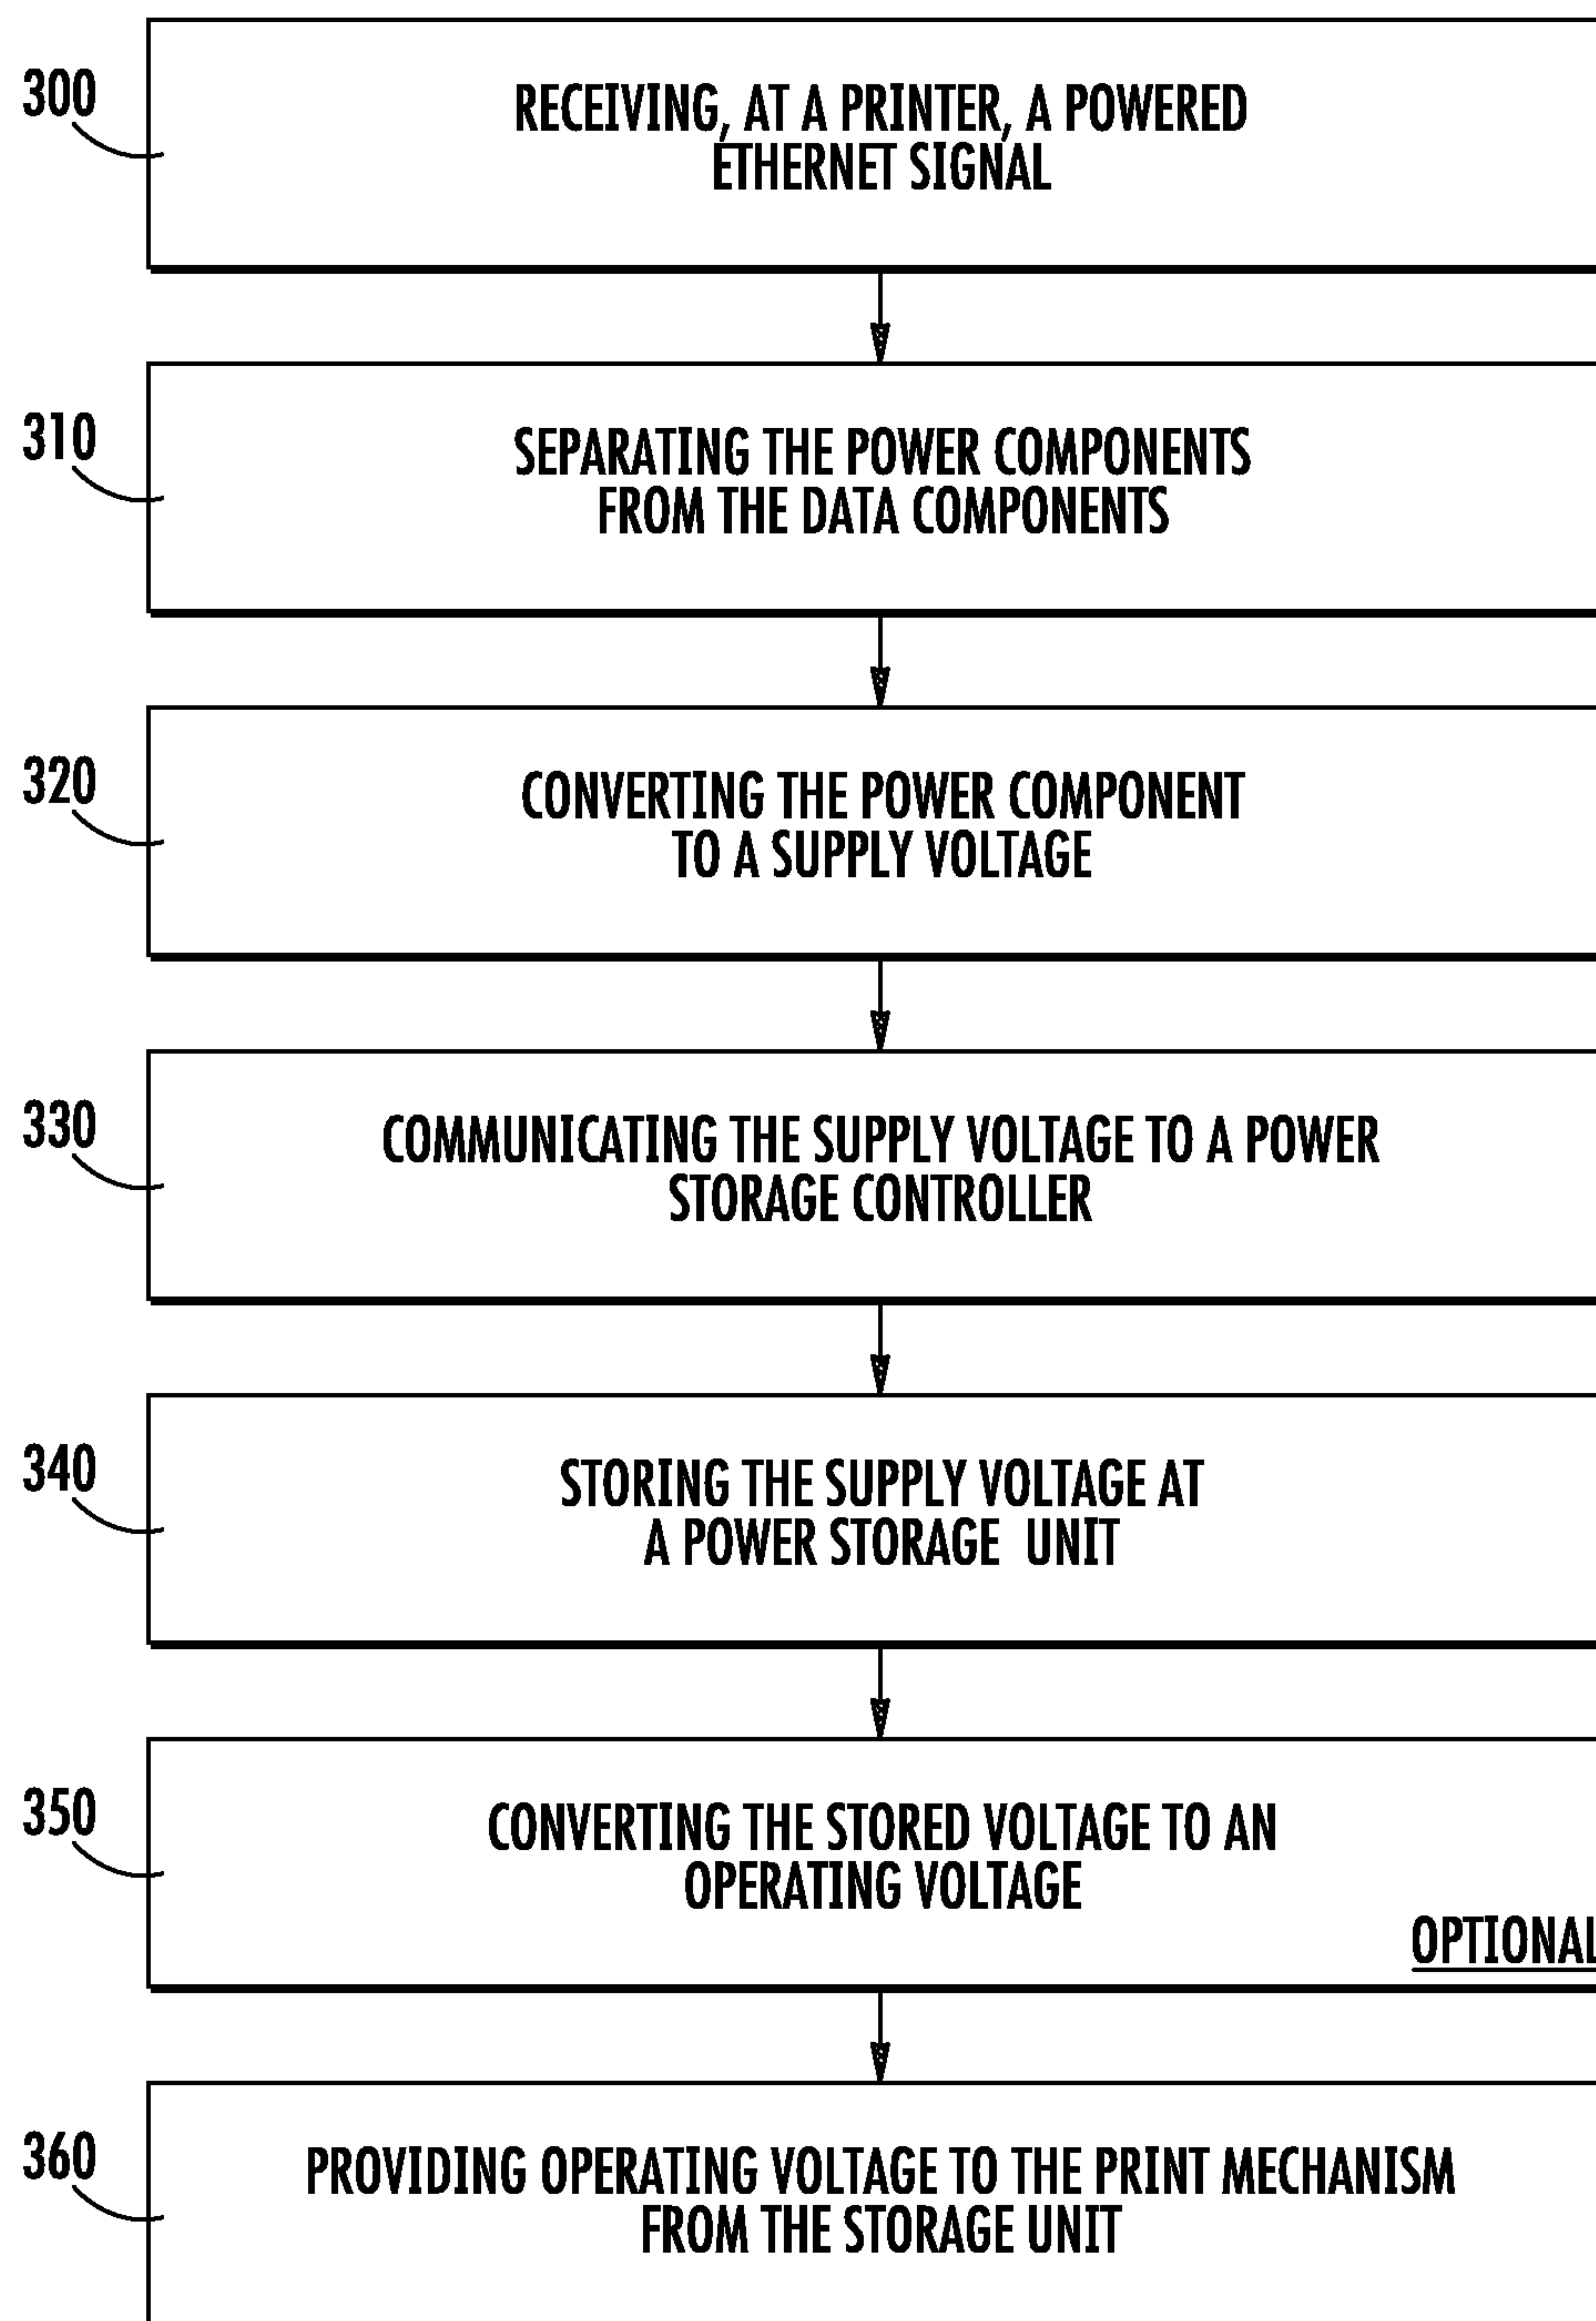 300
RECEIVING, AT A PRINTER, A POWERED
ETHERNET SIGNAL
310
SEPARATING THE POWER COMPONENTS
FROM THE DATA COMPONENTS
320
CONVERTING THE POWER COMPONENT
TO A SUPPLY VOLTAGE
330
COMMUNICATING THE SUPPLY VOLTAGE TO A POWER
STORAGE CONTROLLER
340
STORING THE SUPPLY VOLTAGE AT
A POWER STORAGE UNIT
350
CONVERTING THE STORED VOLTAGE TO AN
OPERATING VOLTAGE
OPTIONAL
360
PROVIDING OPERATING VOLTAGE TO THE PRINT MECHANISM
FROM THE STORAGE UNIT